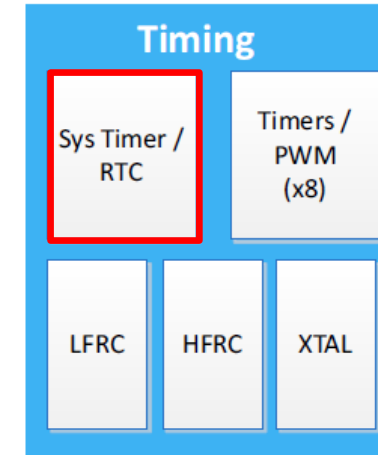 Timing
Sys Timer /
RTC
Timers /
PWM
(x8)
LFRC
HFRC
XTAL